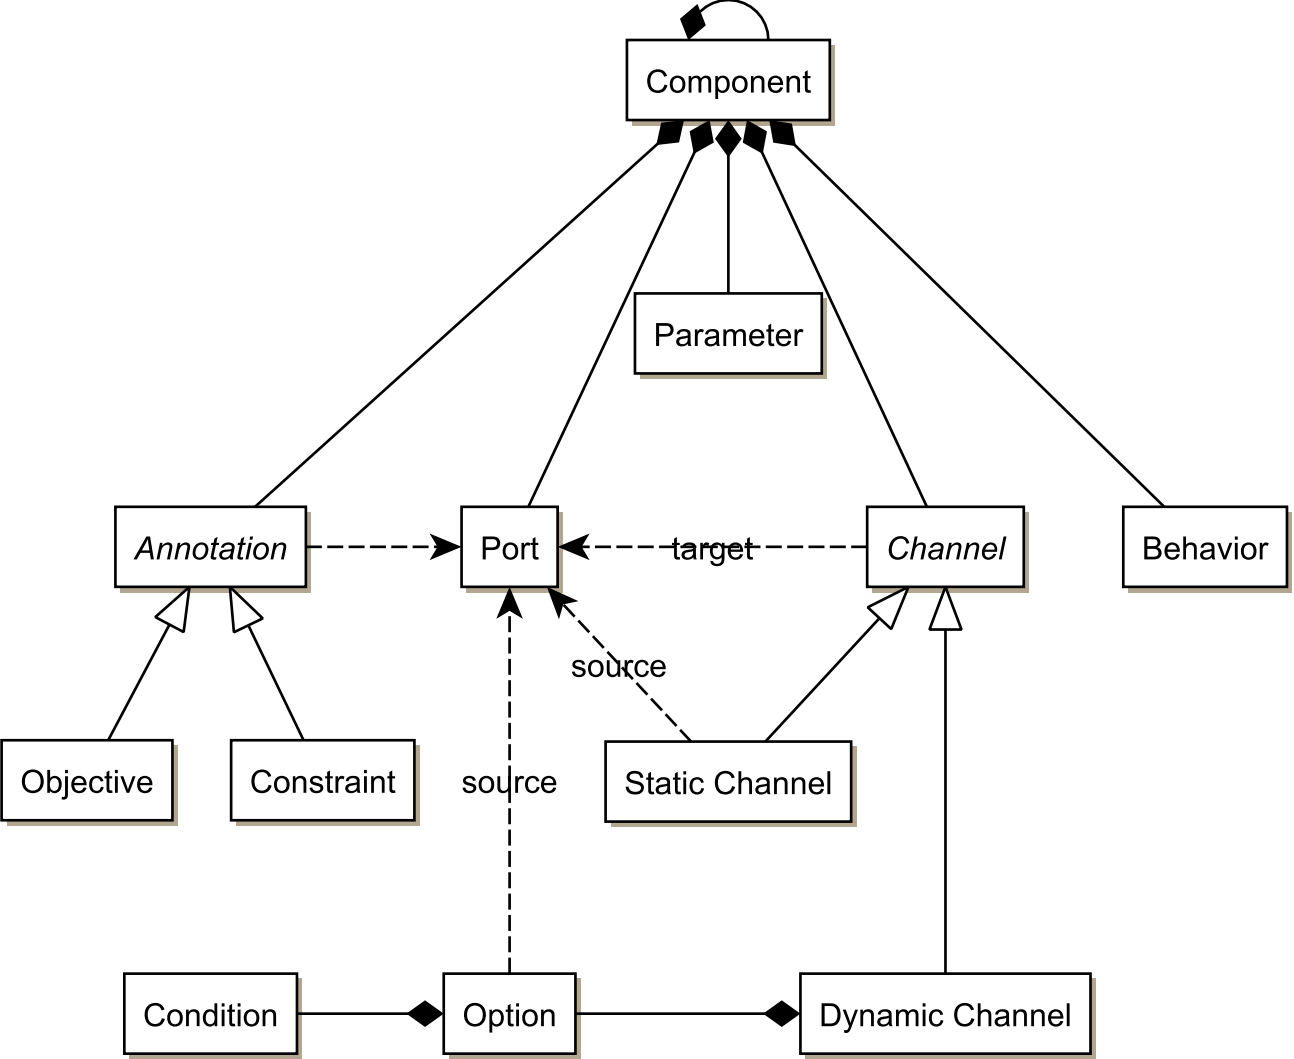 Component
Parameter
Annotation
Port
target
Channel
Behavior
source
Objective
Constraint
source
Static Channel
Condition
Option
Dynamic Channel